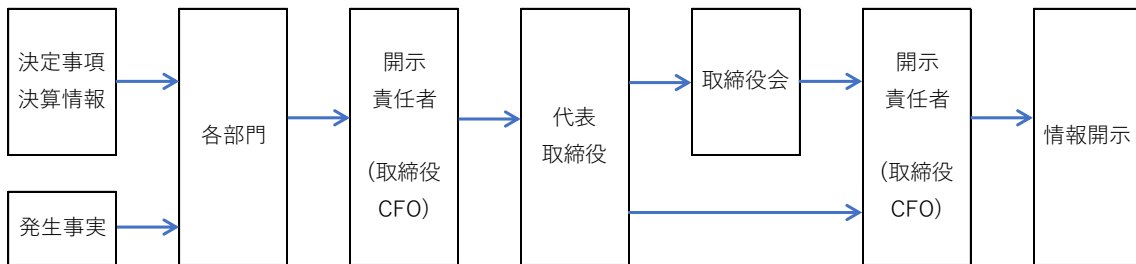 決定事項
決算情報
発生事実
各部門
開示
責任者
(取締役
CFO)
代表
取締役
取締役会
開示
責任者
(取締役
CFO)
情報開示